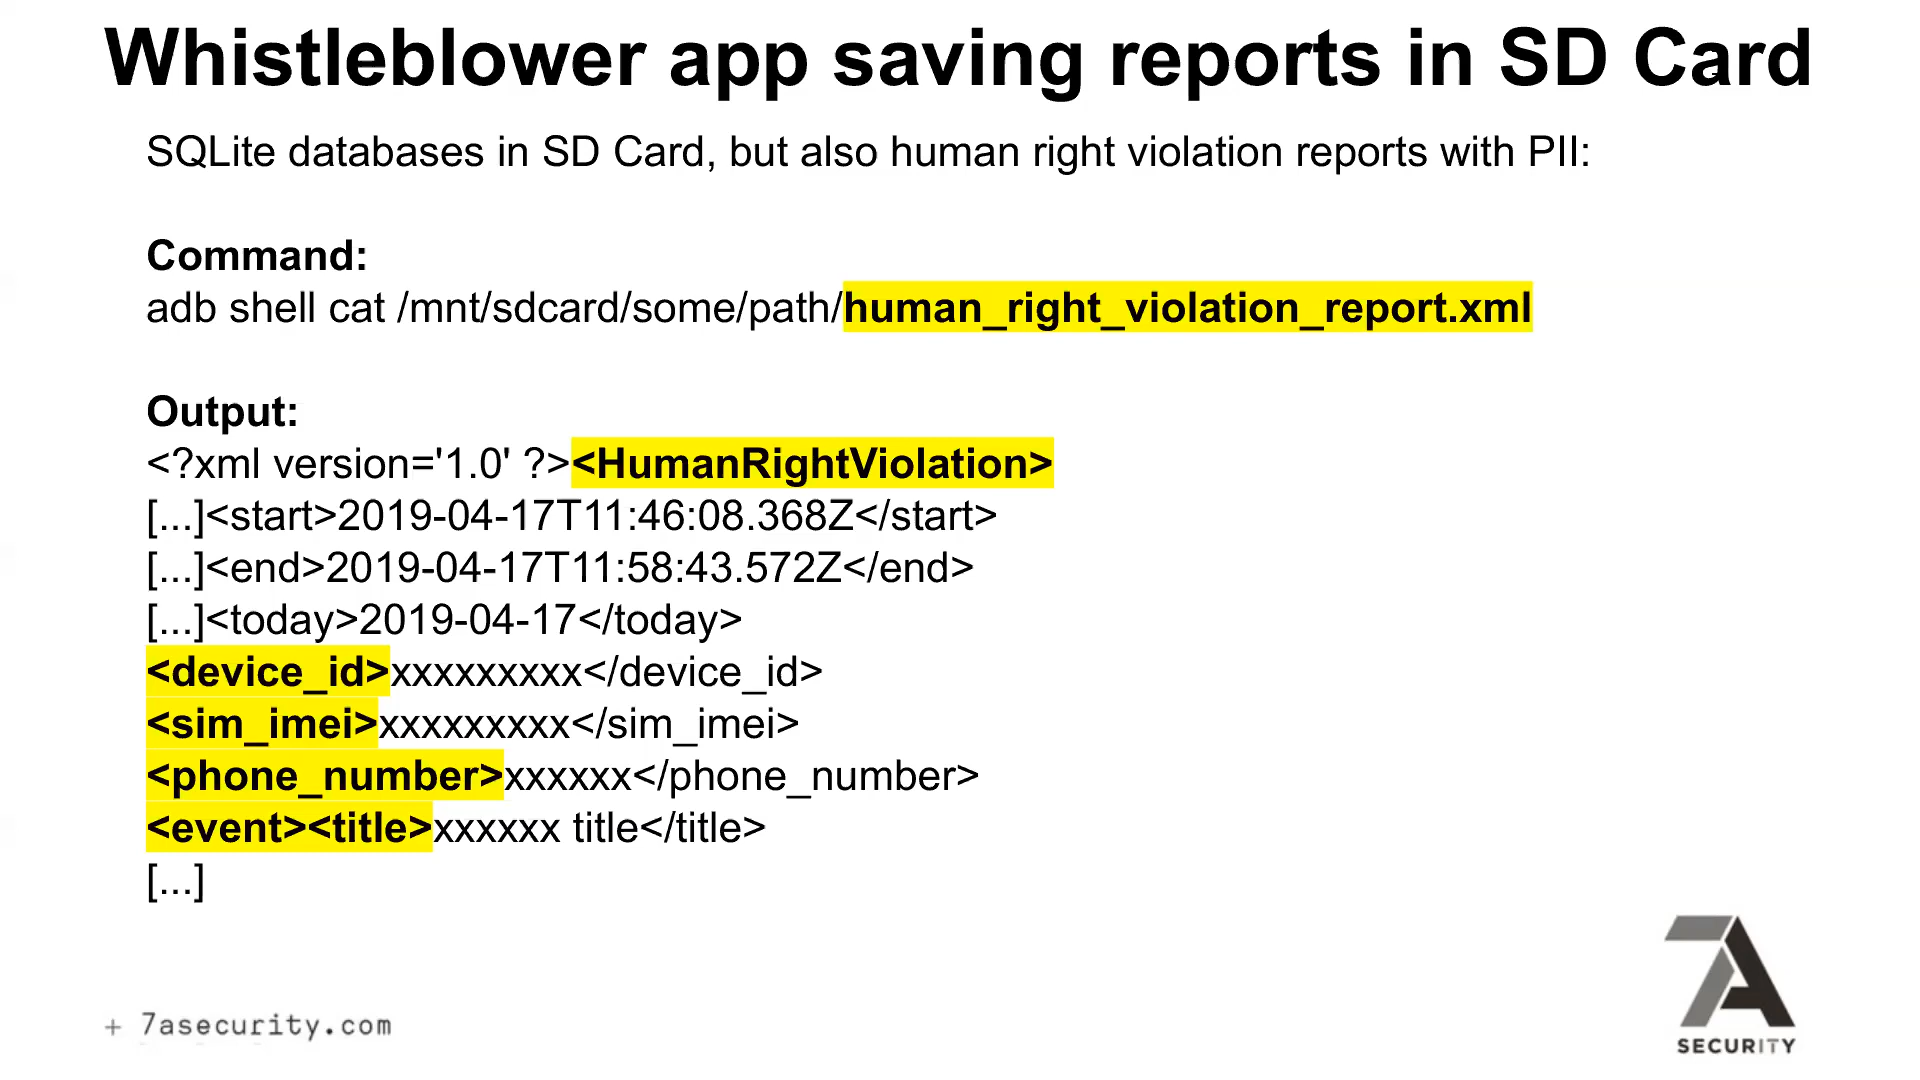 Whistleblower app saving reports in SD Card
SQLite databases in SD Card, but also human right violation reports with PII:
Command:
adb shell cat /mnt/sdcard/some/path/human_right_violation_report.xml
Output:
<?xml version='1.0' ?><HumanRightViolation>
[...]<start>2019-04-17T11:46:08.368Z</start>
[...]<end>2019-04-17T11:58:43.572Z</end>
[...]<today>2019-04-17</today>
<device_id>xxxxxxxxx</device_id>
<sim_imei>xxxxxxxxx</sim_imei>
<phone_number>xxxxxx</phone_number>
<event><title>xxxxxx title</title>
[...]
+ 7asecurity.com
7A
SECURITY